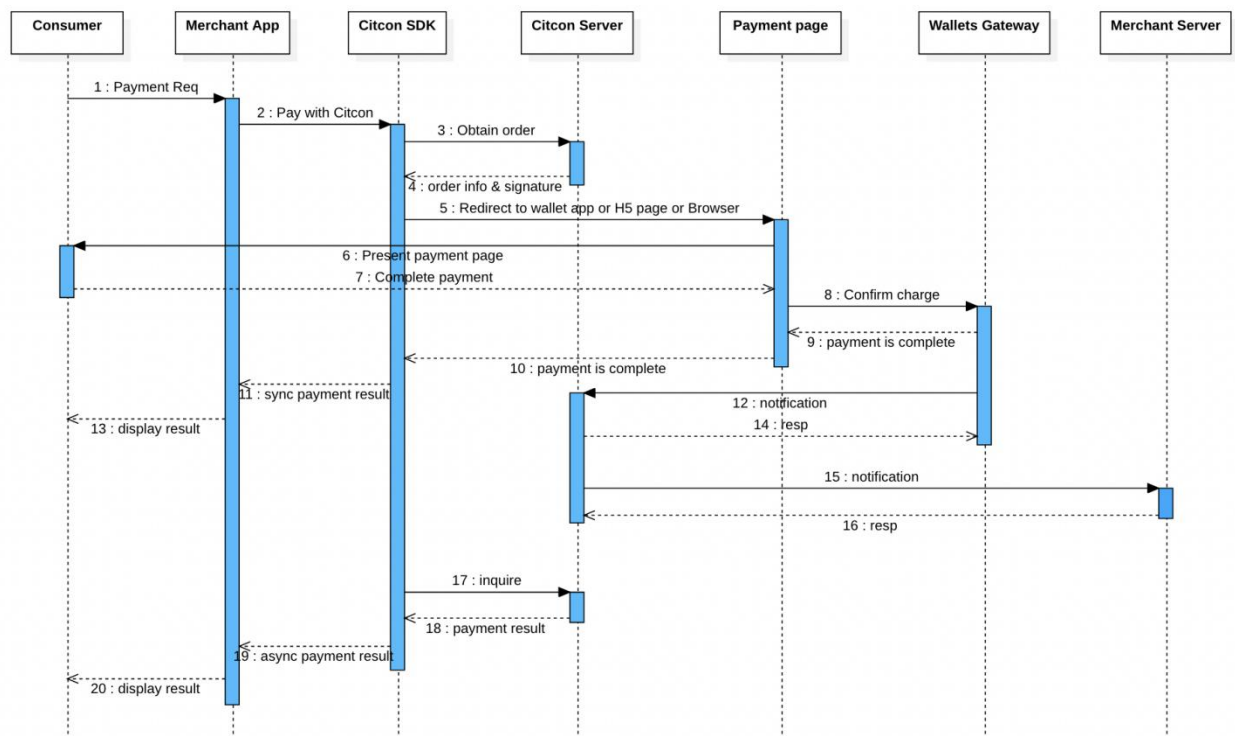 Consumer
Merchant App
Citcon SDK
Citcon Server
Payment page
Wallets Gateway
Merchant Server
1 : Payment Req
2 : Pay with Citcon
3 : Obtain order
4 : order info & signature
5 : Redirect to wallet app or H5 page or Browser
6 : Present payment page
7 : Complete payment
8 : Confirm charge
9 : payment is complete
10 : payment is complete
11 : sync payment result
12 : notification
13 : display result
14 : resp
15 : notification
16 : resp
17 : inquire
18 : payment result
19 : async payment result
20 : display result